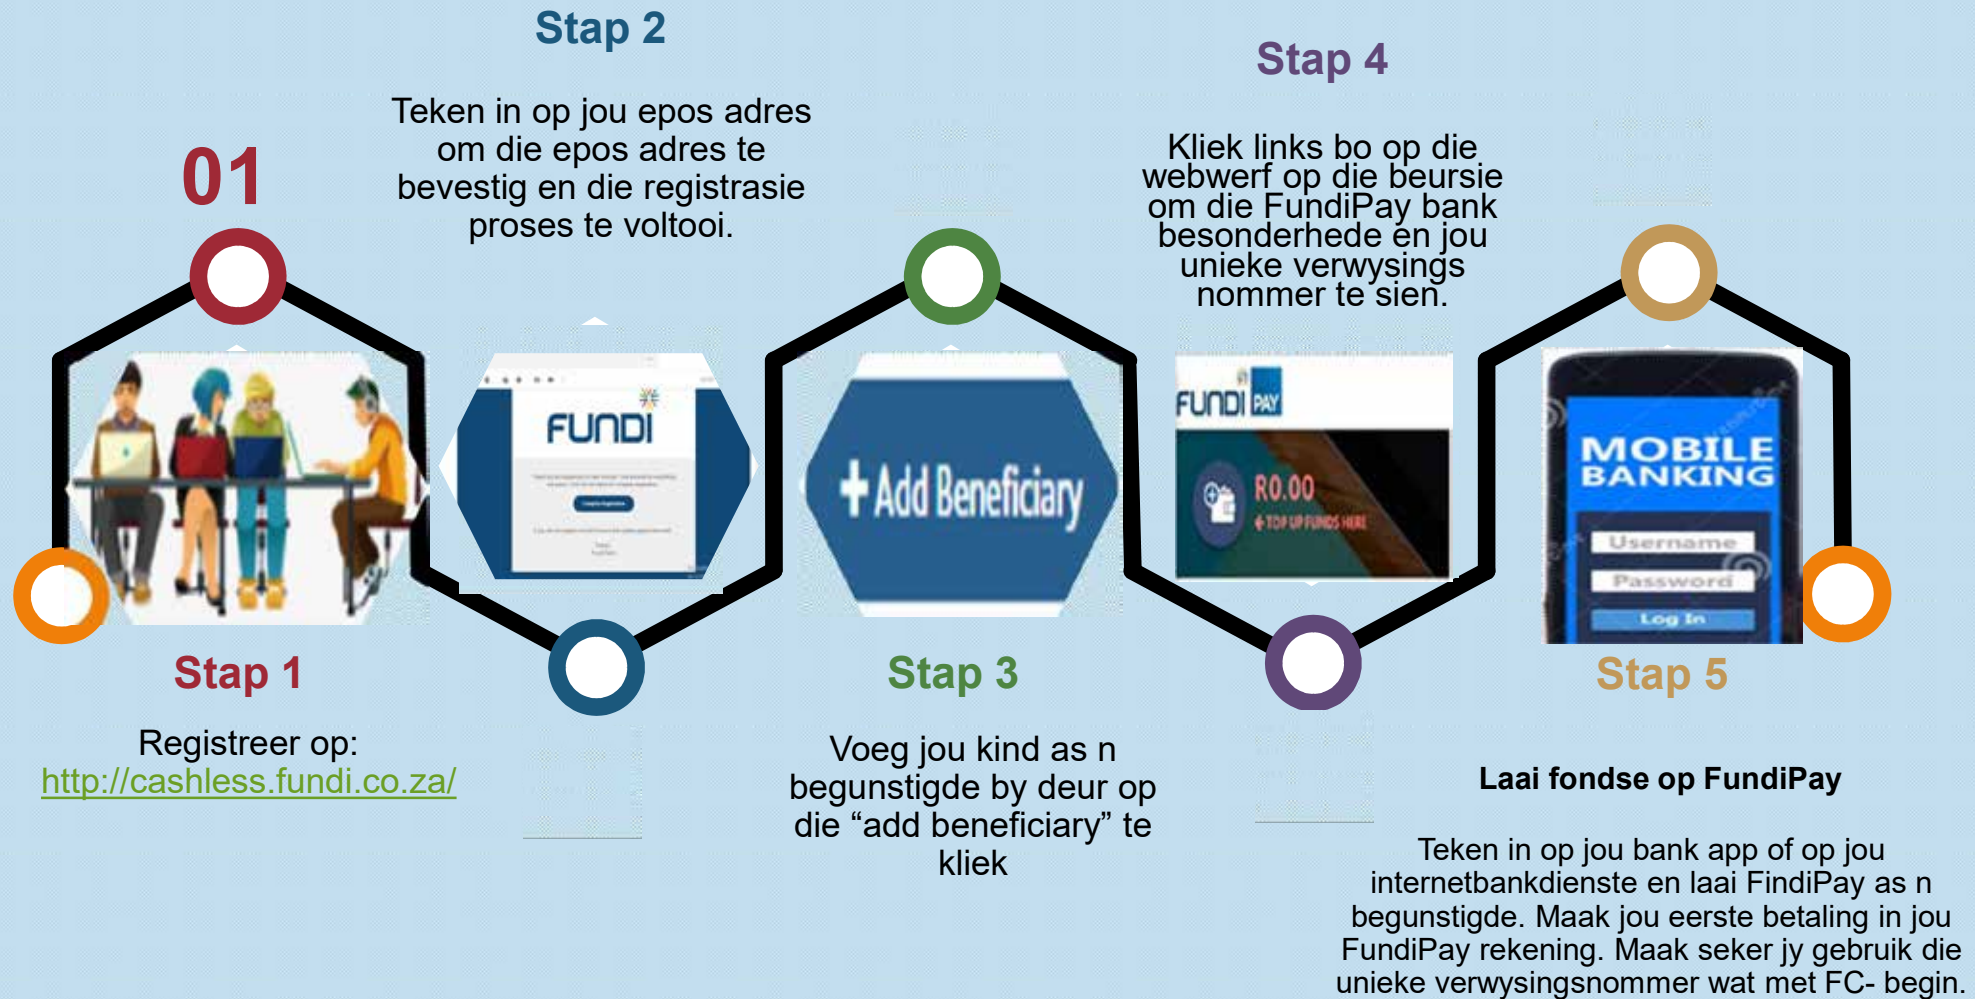 01
Stap 1
Registreer op:
http://cashless.fundi.co.za/
Stap 2
Teken in op jou epos adres
om die epos adres te
bevestig en die registrasie
proses te voltooi.
FUNDI
+ Add Beneficiary
Stap 3
Voeg jou kind as n
begunstigde by deur op
die “add beneficiary” te
kliek
Stap 4
Kliek links bo op die
webwerf op die beursie
om die FundiPay bank
besonderhede en jou
unieke verwysings
nommer te sien.
FUNDI PAY
R0.00
TOP UP FUNDS HERE
MOBILE
BANKING
Username
Password
Log In
Stap 5
Laai fondse op FundiPay
Teken in op jou bank app of op jou
internetbankdienste en laai FindiPay as n
begunstigde. Maak jou eerste betaling in jou
FundiPay rekening. Maak seker jy gebruik die
unieke verwysingsnommer wat met FC- begin.